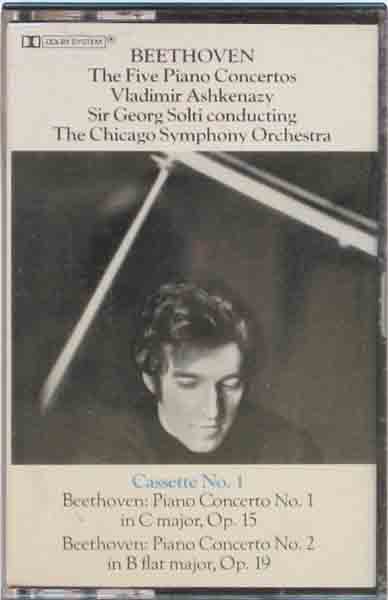 DOLBY SYSTEM®
BEETHOVEN
The Five Piano Concertos
Vladimir Ashkenazy
Sir Georg Solti conducting
The Chicago Symphony Orchestra
Cassette No. 1
Beethoven: Piano Concerto No. 1
in C major, Op. 15
Beethoven: Piano Concerto No. 2
in B flat major, Op. 19